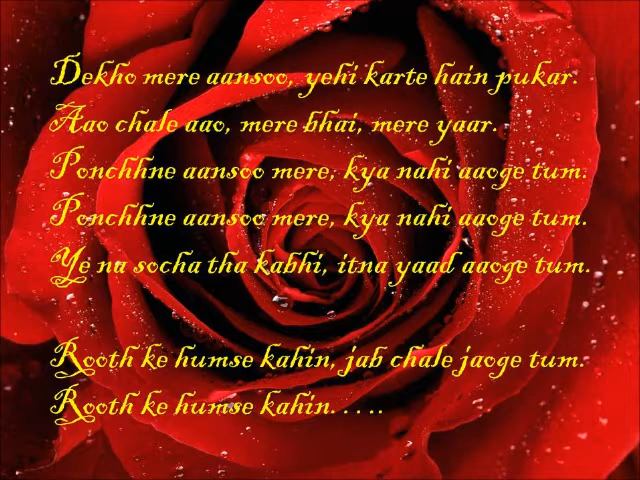 Dekho mere aansoo, yehi karte hain pukar.
Aao chale aao, mere bhai, mere yaar.
Ponchhne aansoo mere, kya nahi aaoge tum.
Ponchhne aansoo mere, kya nahi aaoge tum.
Ye na socha tha kabhi, itna yaad aaoge tum.
Rooth ke humse kahin, jab chale jaoge tum.
Rooth ke humse kahin.….